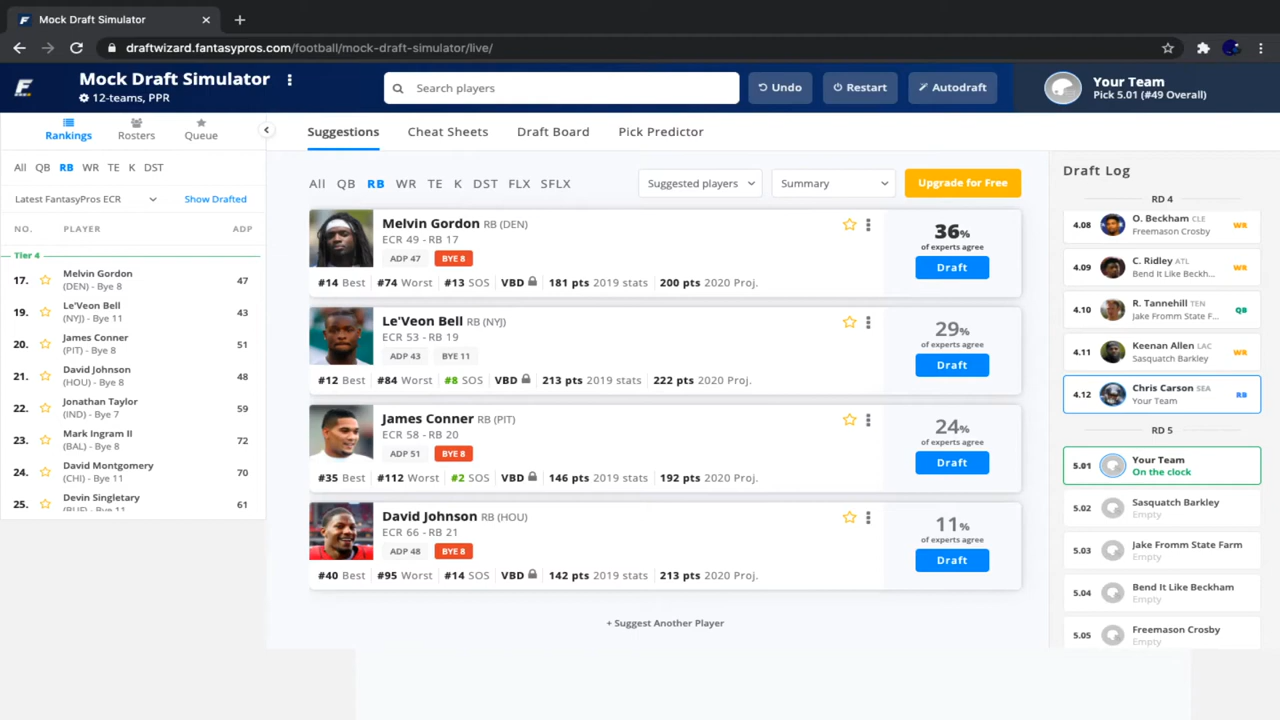 Mock Draft Simulator
draftwizard.fantasypros.com/football/mock-draft-simulator/live/
Mock Draft Simulator
12-teams, PPR
Search players
Undo
Restart
Autodraft
Your Team
Pick 5.01 (#49 Overall)
Rankings
Rosters
Queue
All QB RB WR TE K DST
Latest FantasyPros ECR
Show Drafted
NO. PLAYER ADP
Tier 4
17. Melvin Gordon 47
(DEN) - Bye 8
19. Le'Veon Bell 43
(NYJ) - Bye 11
20. James Conner 51
(PIT) - Bye 8
21. David Johnson 48
(HOU) - Bye 8
22. Jonathan Taylor 59
(IND) - Bye 7
23. Mark Ingram II 72
(BAL) - Bye 8
24. David Montgomery 70
(CHI) - Bye 11
25. Devin Singletary 61
(BUF) - Bye 11
Suggestions
Cheat Sheets
Draft Board
Pick Predictor
All QB RB WR TE K DST FLX SFLX
Suggested players
Summary
Upgrade for Free
Melvin Gordon RB (DEN)
ECR 49 - RB 17
ADP 47 BYE 8
#14 Best #74 Worst #13 SOS VBD 181 pts 2019 stats 200 pts 2020 Proj.
36%
of experts agree
Draft
Le'Veon Bell RB (NYJ)
ECR 53 - RB 19
ADP 43 BYE 11
#12 Best #84 Worst #8 SOS VBD 213 pts 2019 stats 222 pts 2020 Proj.
29%
of experts agree
Draft
James Conner RB (PIT)
ECR 58 - RB 20
ADP 51 BYE 8
#35 Best #112 Worst #2 SOS VBD 146 pts 2019 stats 192 pts 2020 Proj.
24%
of experts agree
Draft
David Johnson RB (HOU)
ECR 66 - RB 21
ADP 48 BYE 8
#40 Best #95 Worst #14 SOS VBD 142 pts 2019 stats 213 pts 2020 Proj.
11%
of experts agree
Draft
+ Suggest Another Player
Draft Log
RD 4
4.08 O. Beckham CLE WR
Freemason Crosby
4.09 C. Ridley ATL WR
Bend It Like Beckh...
4.10 R. Tannehill TEN QB
Jake Fromm State F...
4.11 Keenan Allen LAC WR
Sasquatch Barkley
4.12 Chris Carson SEA RB
Your Team
RD 5
5.01 Your Team
On the clock
5.02 Sasquatch Barkley
Empty
5.03 Jake Fromm State Farm
Empty
5.04 Bend It Like Beckham
Empty
5.05 Freemason Crosby
Empty